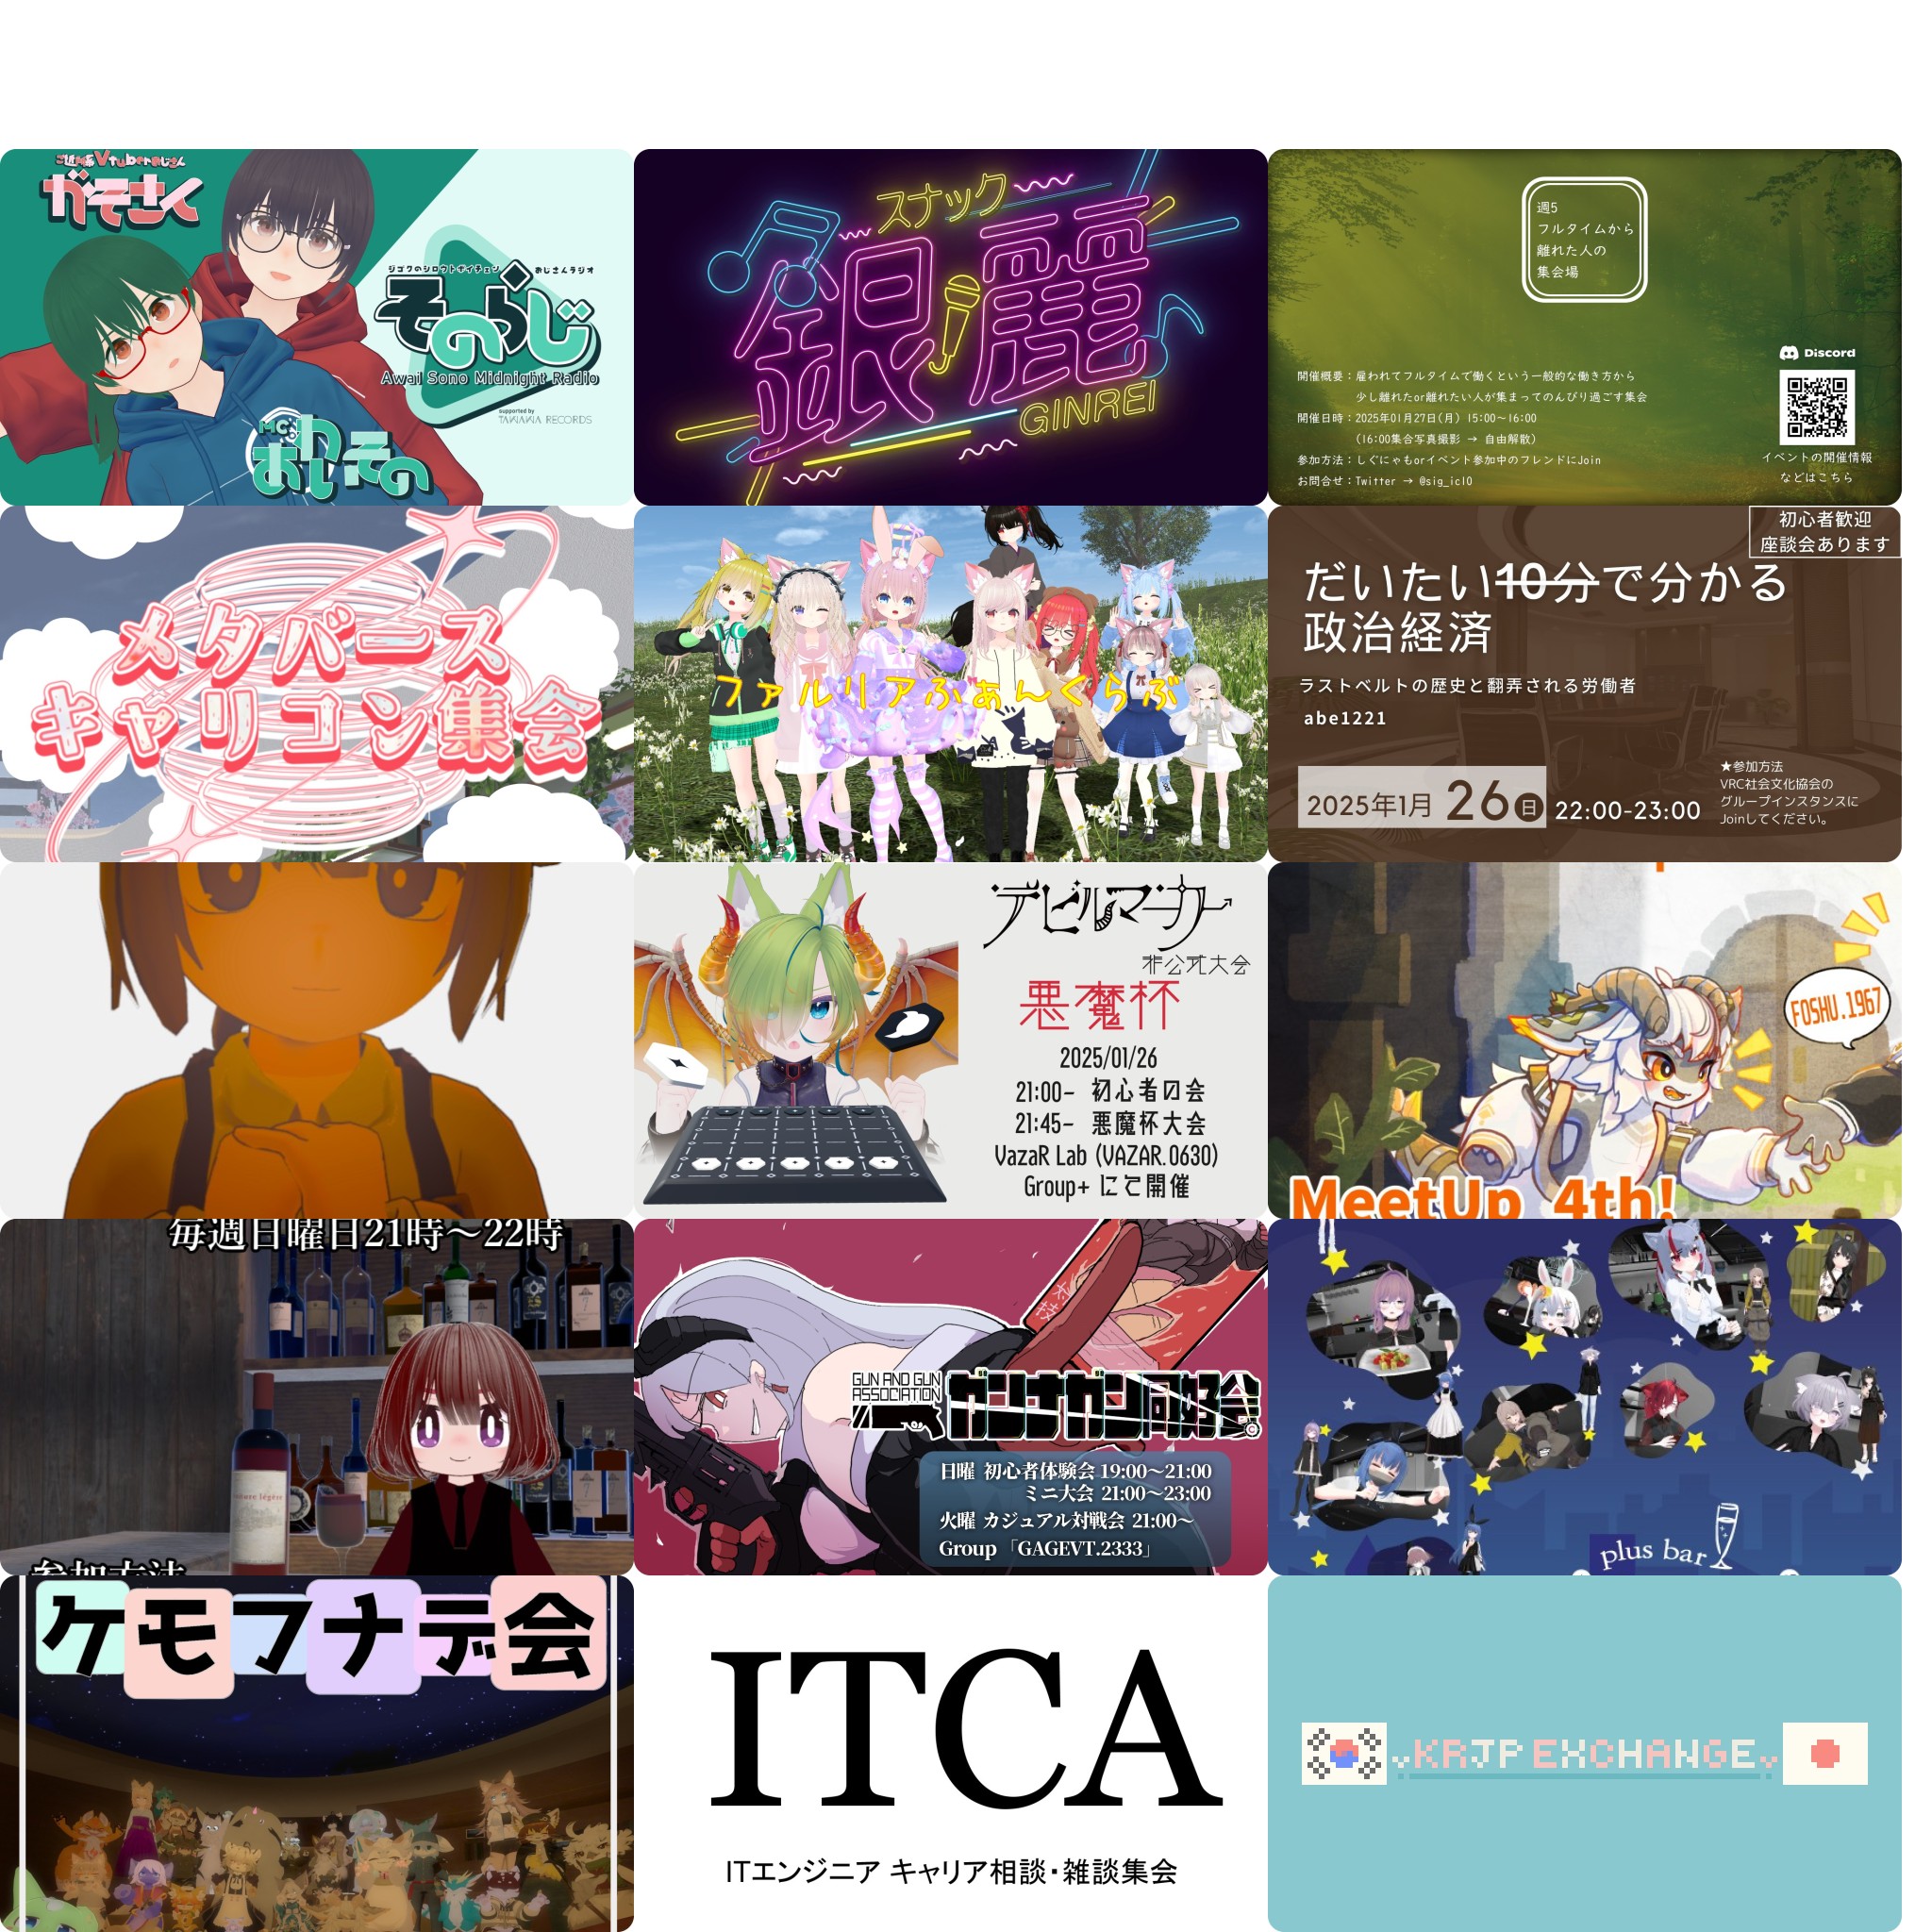 ご近所系Vtuberおじさん
がそさく
ジゴクのシロウトボイチェン おじさんラジオ
そのらじ
Awai Sono Midnight Radio
supported by
TAWAWA RECORDS
MC
あわいその
スナック
銀麗
GINREI
週5
フルタイムから
離れた人の
集会場
Discord
開催概要:雇われてフルタイムで働くという一般的な働き方から
少し離れたor離れたい人が集まってのんびり過ごす集会
開催日時:2025年01月27日(月) 15:00~16:00
(16:00集合写真撮影 → 自由解散)
参加方法:しぐにゃもorイベント参加中のフレンドにJoin
お問合せ:Twitter → @sig_ic10
イベントの開催情報
などはこちら
メタバース
キャリコン集会
ファルリアふぁんくらぶ
初心者歓迎
座談会あります
だいたい10分で分かる
政治経済
ラストベルトの歴史と翻弄される労働者
abe1221
2025年1月 26 日 22:00-23:00
★参加方法
VRC社会文化協会の
グループインスタンスに
Joinしてください。
デビルマーカー
非公式大会
悪魔杯
2025/01/26
21:00- 初心者の会
21:45- 悪魔杯大会
VazaR Lab (VAZAR.0630)
Group+ にて開催
FOSHU.1967
MeetUp 4th!
毎週日曜日21時~22時
参加方法
GUN AND GUN
ASSOCIATION
ガンナガン同好会
日曜 初心者体験会 19:00~21:00
ミニ大会 21:00~23:00
火曜 カジュアル対戦会 21:00~
Group 「GAGEVT.2333」
plus bar
ケモフナデ会
ITCA
ITエンジニア キャリア相談・雑談集会
KRJP EXCHANGE